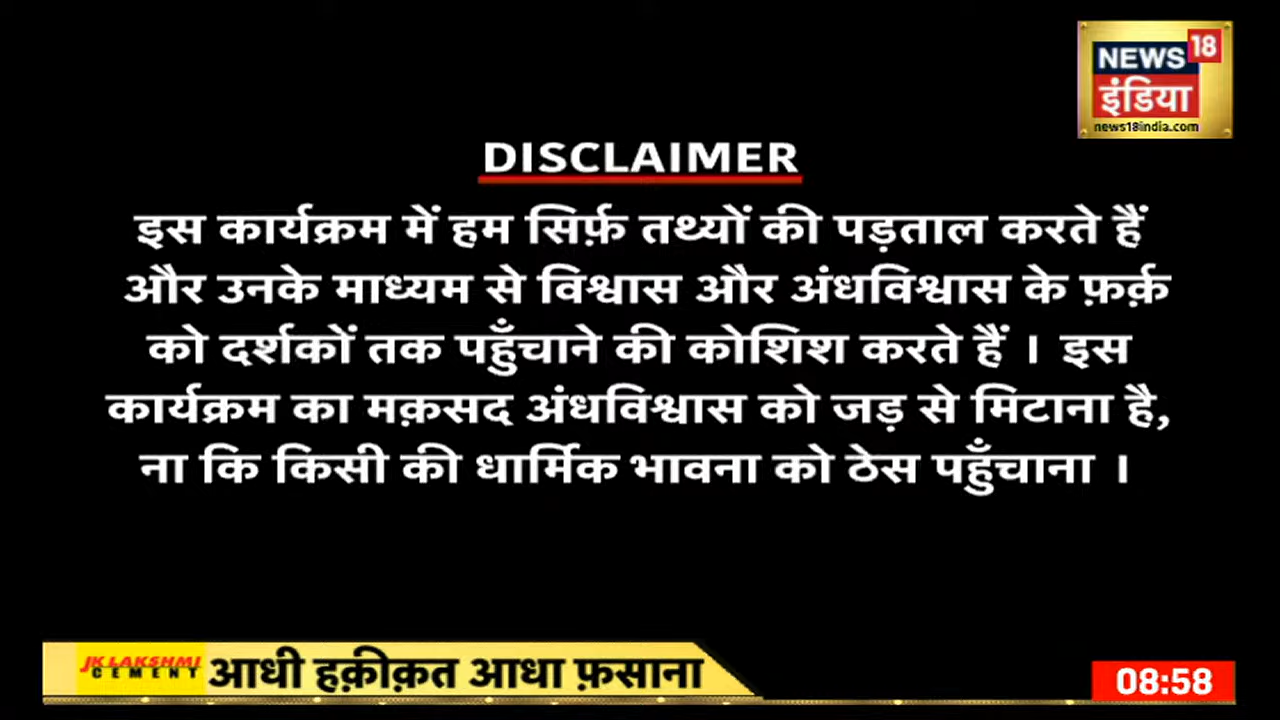 NEWS 18
इंडिया
news18india.com
DISCLAIMER
इस कार्यक्रम में हम सिर्फ़ तथ्यों की पड़ताल करते हैं
और उनके माध्यम से विश्वास और अंधविश्वास के फ़र्क़
को दर्शकों तक पहुँचाने की कोशिश करते हैं । इस
कार्यक्रम का मक़सद अंधविश्वास को जड़ से मिटाना है,
ना कि किसी की धार्मिक भावना को ठेस पहुँचाना ।
JK LAKSHMI
CEMENT
आधी हक़ीक़त आधा फ़साना
08:58